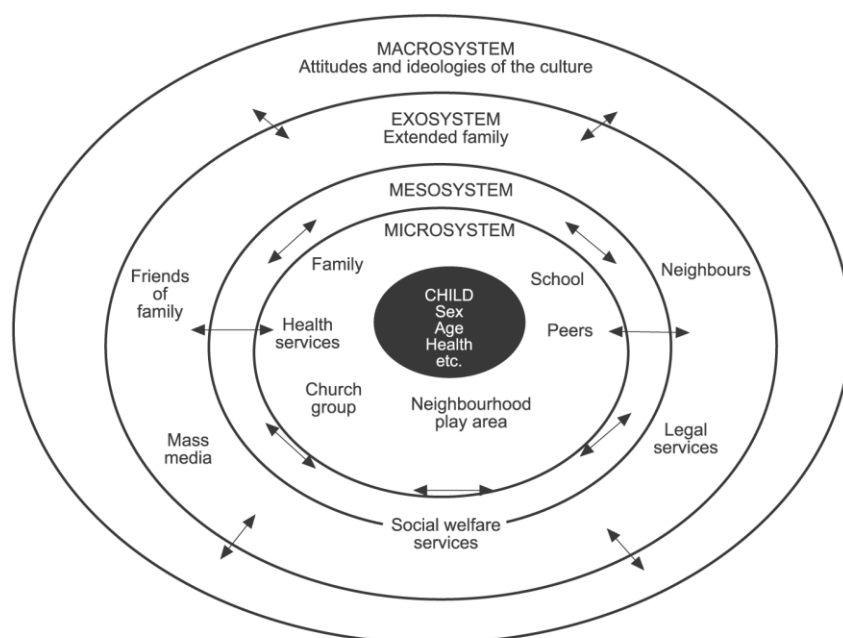 MACROSYSTEM
Attitudes and ideologies of the culture
EXOSYSTEM
Extended family
MESOSYSTEM
MICROSYSTEM
Family
School
Neighbours
Friends
of
family
CHILD
Sex
Age
Health
etc.
Health
services
Peers
Church
group
Neighbourhood
play area
Mass
media
Legal
services
Social welfare
services